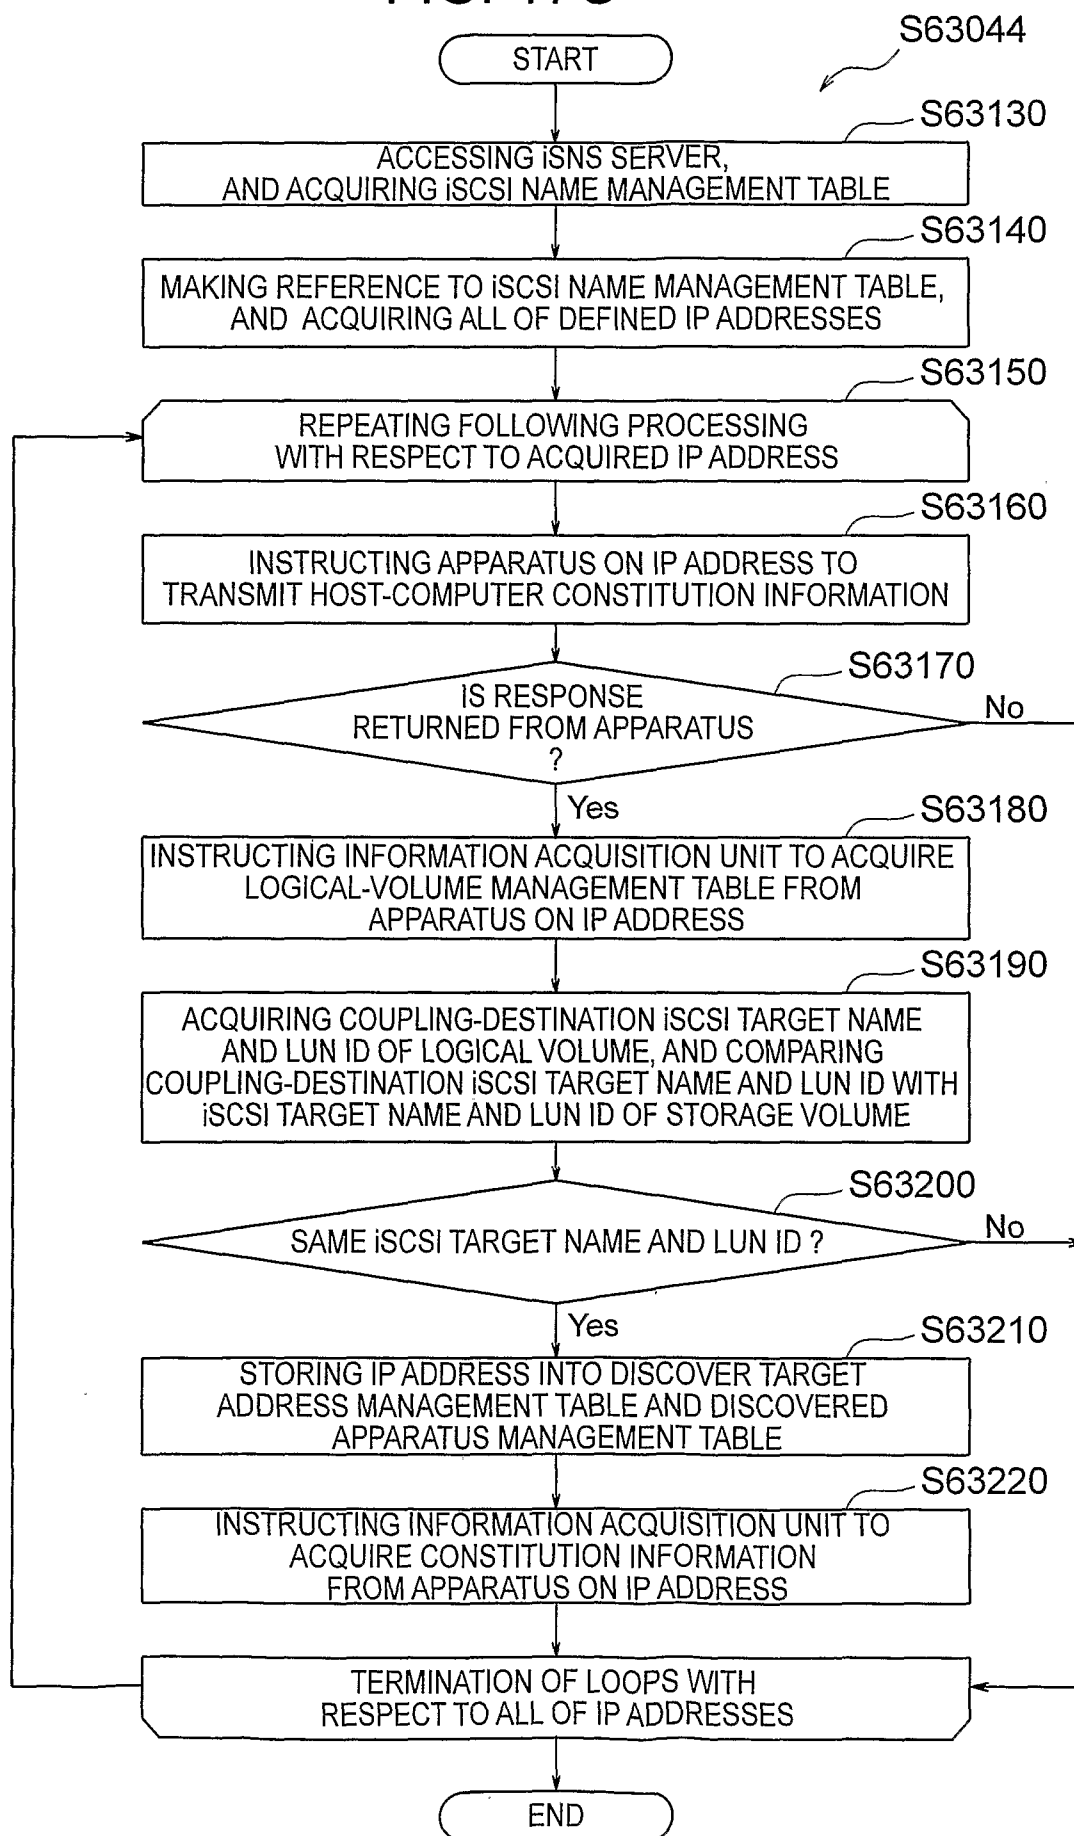 S63044
START
S63130
ACCESSING iSNS SERVER,
AND ACQUIRING iSCSI NAME MANAGEMENT TABLE
S63140
MAKING REFERENCE TO iSCSI NAME MANAGEMENT TABLE,
AND ACQUIRING ALL OF DEFINED IP ADDRESSES
S63150
REPEATING FOLLOWING PROCESSING
WITH RESPECT TO ACQUIRED IP ADDRESS
S63160
INSTRUCTING APPARATUS ON IP ADDRESS TO
TRANSMIT HOST-COMPUTER CONSTITUTION INFORMATION
S63170
iS RESPONSE
RETURNED FROM APPARATUS
?
No
Yes
S63180
INSTRUCTING INFORMATION ACQUISITION UNIT TO ACQUIRE
LOGICAL-VOLUME MANAGEMENT TABLE FROM
APPARATUS ON IP ADDRESS
S63190
ACQUIRING COUPLING-DESTINATION iSCSI TARGET NAME
AND LUN ID OF LOGICAL VOLUME, AND COMPARING
COUPLING-DESTINATION iSCSI TARGET NAME AND LUN ID WITH
iSCSI TARGET NAME AND LUN ID OF STORAGE VOLUME
S63200
SAME iSCSI TARGET NAME AND LUN ID ?
No
Yes
S63210
STORING IP ADDRESS INTO DISCOVER TARGET
ADDRESS MANAGEMENT TABLE AND DISCOVERED
APPARATUS MANAGEMENT TABLE
S63220
INSTRUCTING INFORMATION ACQUISITION UNIT TO
ACQUIRE CONSTITUTION INFORMATION
FROM APPARATUS ON IP ADDRESS
TERMINATION OF LOOPS WITH
RESPECT TO ALL OF IP ADDRESSES
END